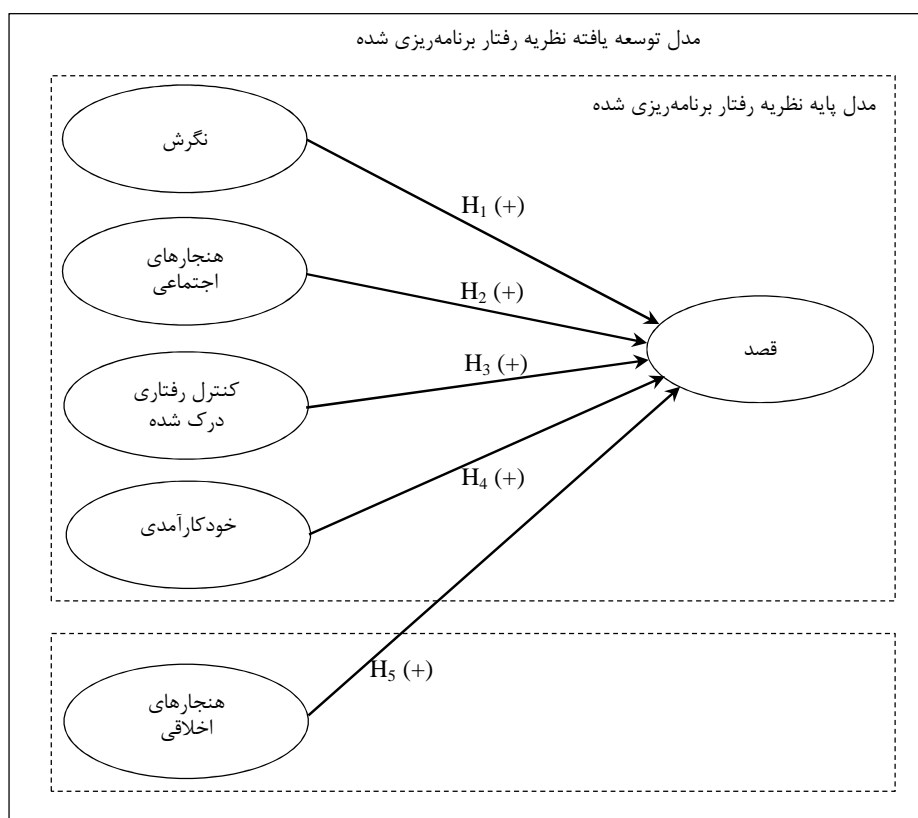 مدل توسعه یافته نظریه رفتار برنامه‌ریزی شده
مدل پایه نظریه رفتار برنامه‌ریزی شده
نگرش
H₁ (+)
هنجارهای
اجتماعی
H₂ (+)
قصد
کنترل رفتاری
درک شده
H₃ (+)
H₄ (+)
خودکارآمدی
H₅ (+)
هنجارهای
اخلاقی